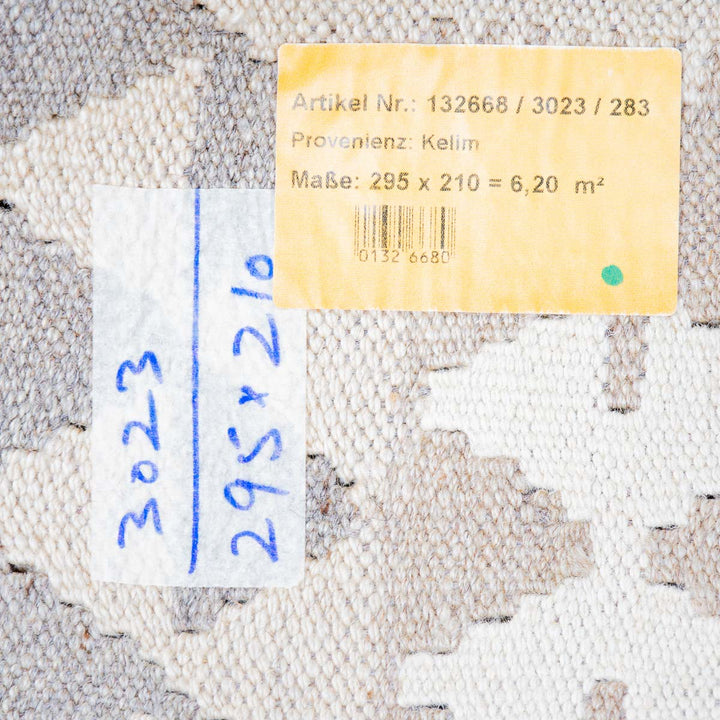 Artikel Nr.: 132668 / 3023 / 283
Provenienz: Kelim
Maße: 295 x 210 = 6,20 m²
0132 6680
3023
295 x 210